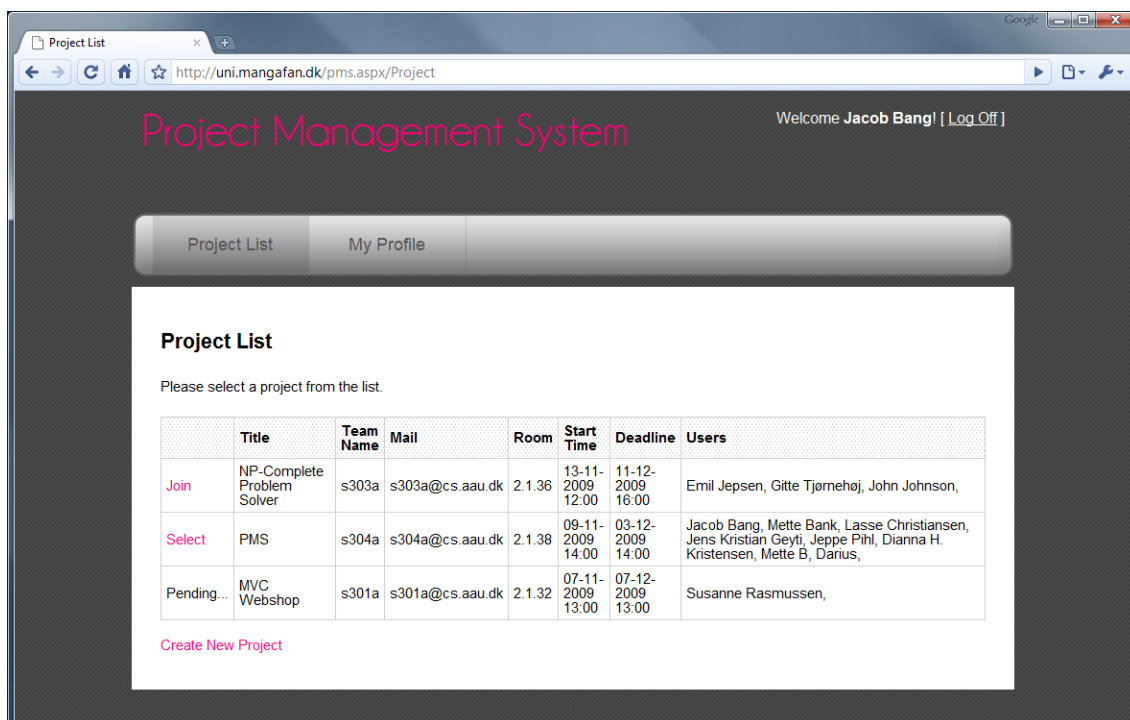 Google
Project List
http://uni.mangafan.dk/pms.aspx/Project
Project Management System
Welcome Jacob Bang! [ Log Off ]
Project List My Profile
Project List
Please select a project from the list.
Title Team Name Mail Room Start Time Deadline Users
Join NP-Complete Problem Solver s303a s303a@cs.aau.dk 2.1.36 13-11-2009 12:00 11-12-2009 16:00 Emil Jepsen, Gitte Tjørnehøj, John Johnson,
Select PMS s304a s304a@cs.aau.dk 2.1.38 09-11-2009 14:00 03-12-2009 14:00 Jacob Bang, Mette Bank, Lasse Christiansen, Jens Kristian Geyti, Jeppe Pihl, Dianna H. Kristensen, Mette B, Darius,
Pending... MVC Webshop s301a s301a@cs.aau.dk 2.1.32 07-11-2009 13:00 07-12-2009 13:00 Susanne Rasmussen,
Create New Project